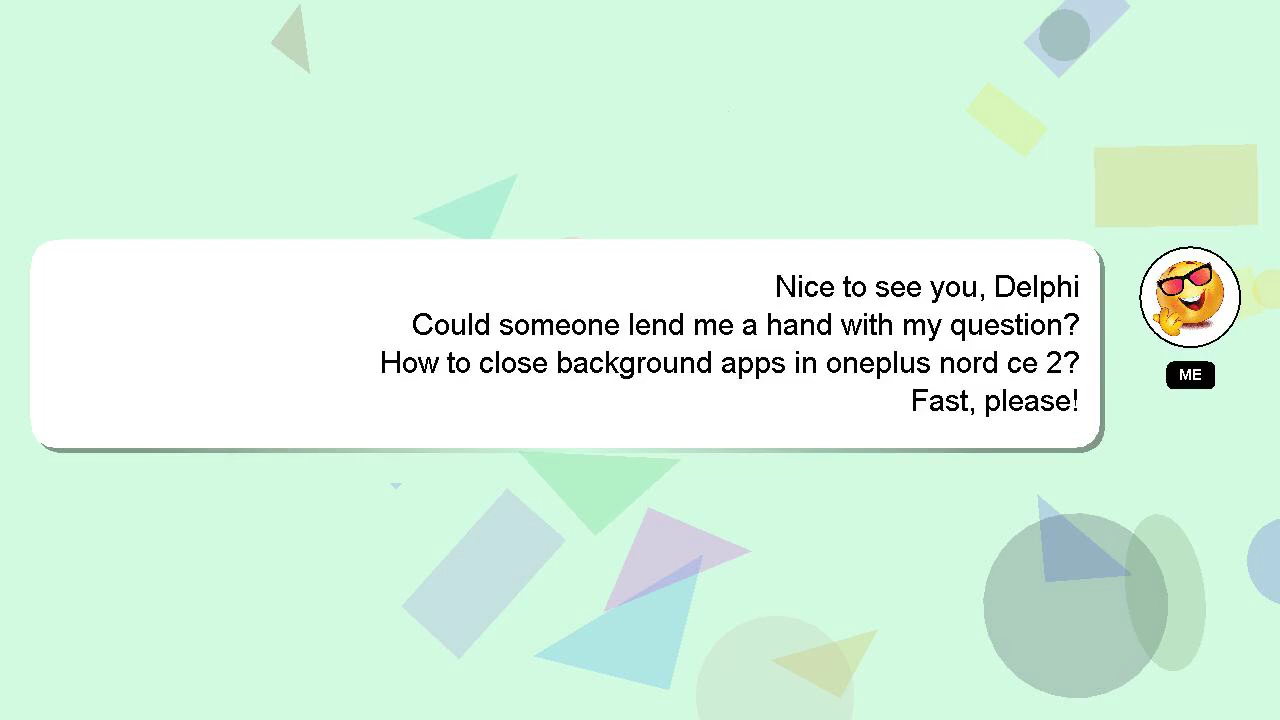 Nice to see you, Delphi
Could someone lend me a hand with my question?
How to close background apps in oneplus nord ce 2?
Fast, please!
ME